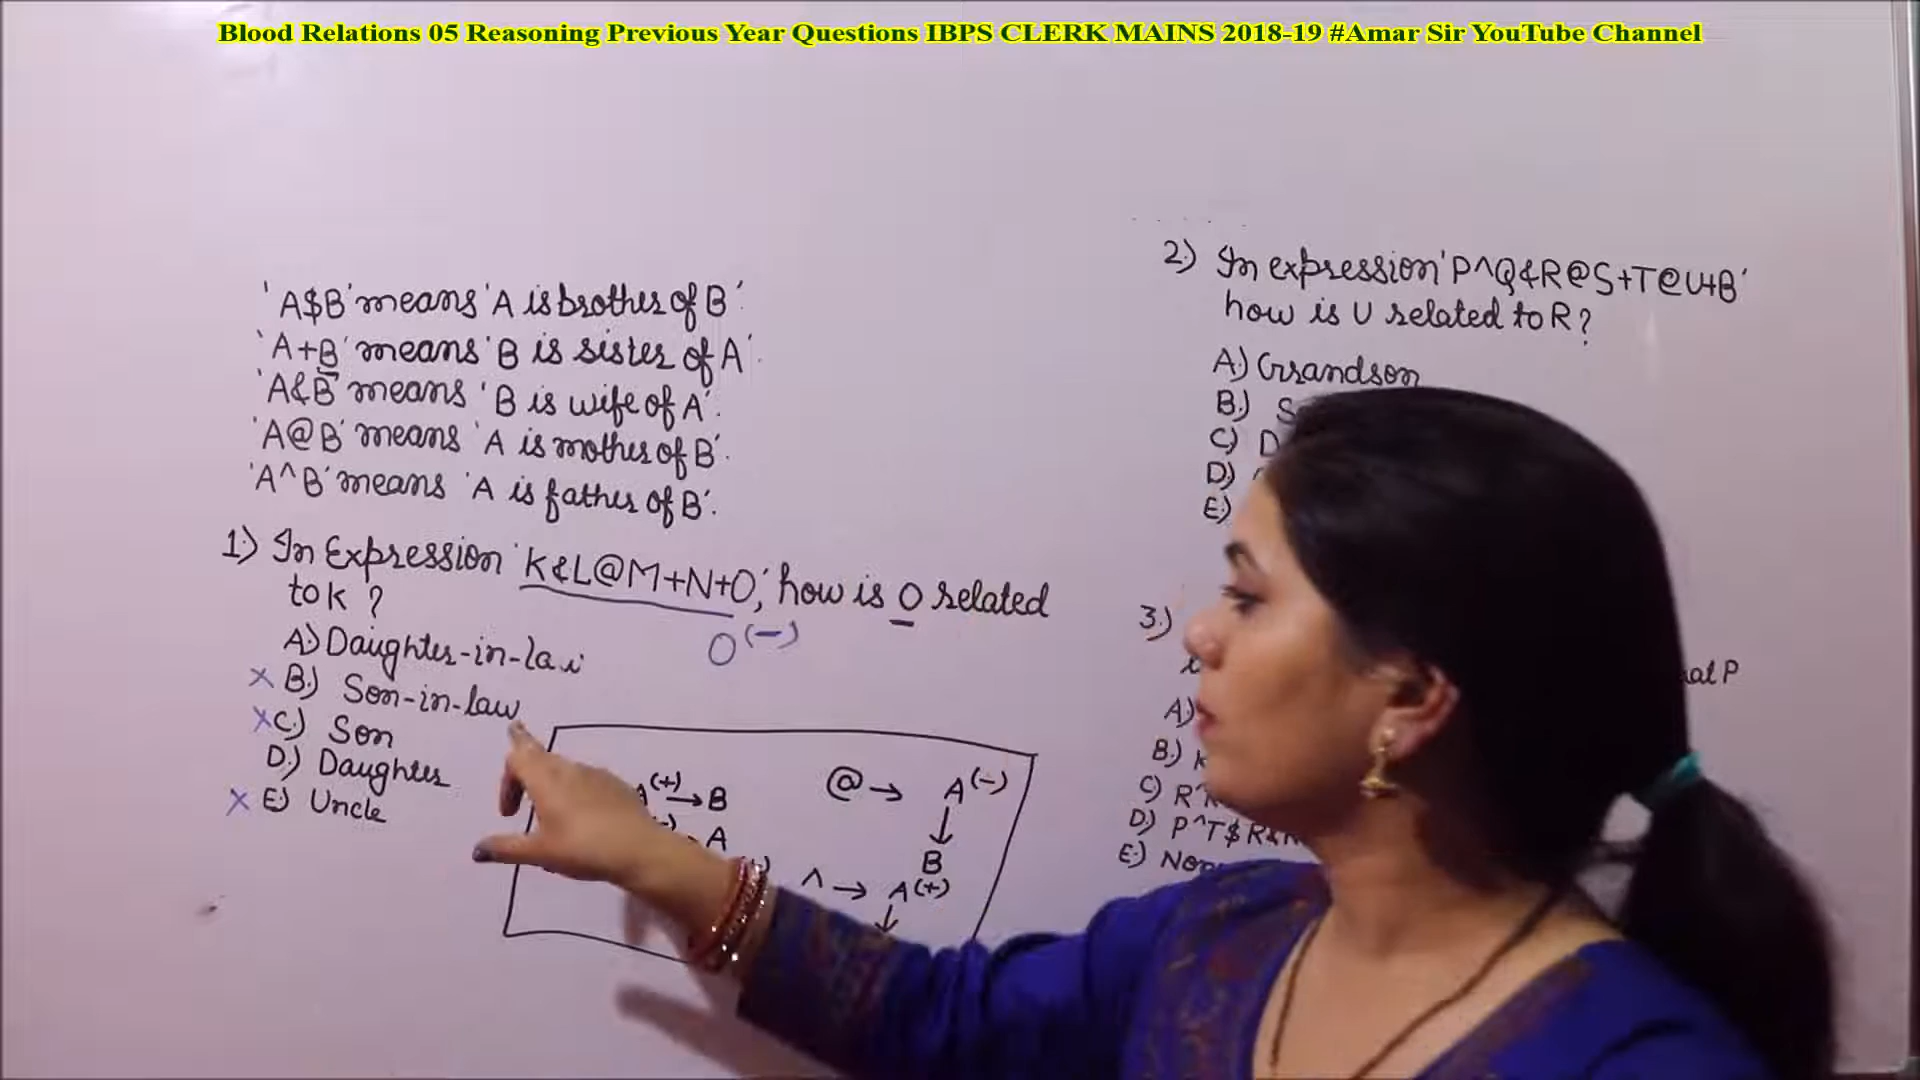 Blood Relations 05 Reasoning Previous Year Questions IBPS CLERK MAINS 2018-19 #Amar Sir YouTube Channel
'A$B' means 'A is brother of B'.
'A+B' means 'B is sister of A'.
'A&B' means 'B is wife of A'.
'A@B' means 'A is mother of B'.
'A^B' means 'A is father of B'.
1) In Expression 'K&L@M+N+O', how is O related
to K ?
O(-)
A) Daughter-in-la
x B) Son-in-law
x C) Son
D) Daughter
x E) Uncle
A(+) → B
A
@ → A(-)
↓
B
^ → A(+)
↓
2) In expression 'P^Q&R@S+T@U+B'
how is U related to R?
A) Grandson
B) S
C) D
D)
E)
3)
P
A)
B)
C) R
D) P^T$R&
E) Non